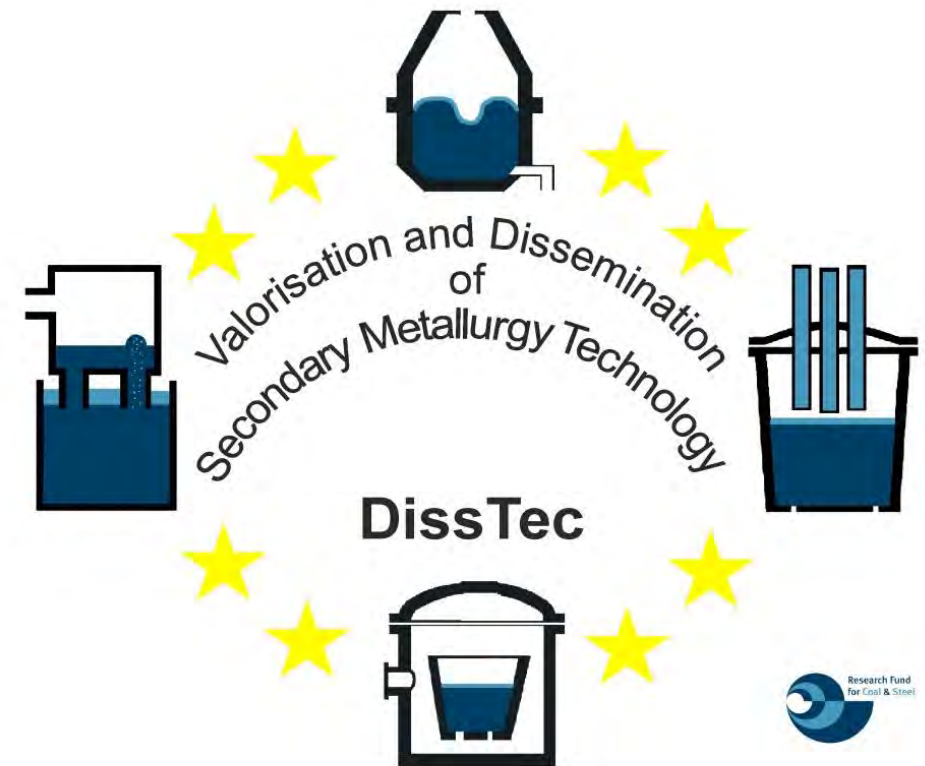 Valorisation and Dissemination
of
Secondary Metallurgy Technology
DissTec
Research Fund
for Coal & Steel